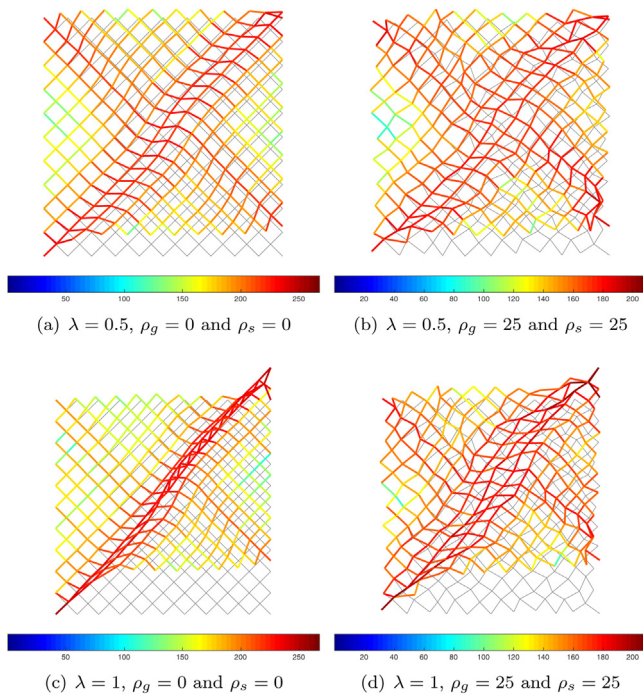 50 100 150 200 250
20 40 60 80 100 120 140 160 180 200
(a) λ = 0.5, ρg = 0 and ρs = 0
(b) λ = 0.5, ρg = 25 and ρs = 25
50 100 150 200 250
20 40 60 80 100 120 140 160 180 200
(c) λ = 1, ρg = 0 and ρs = 0
(d) λ = 1, ρg = 25 and ρs = 25